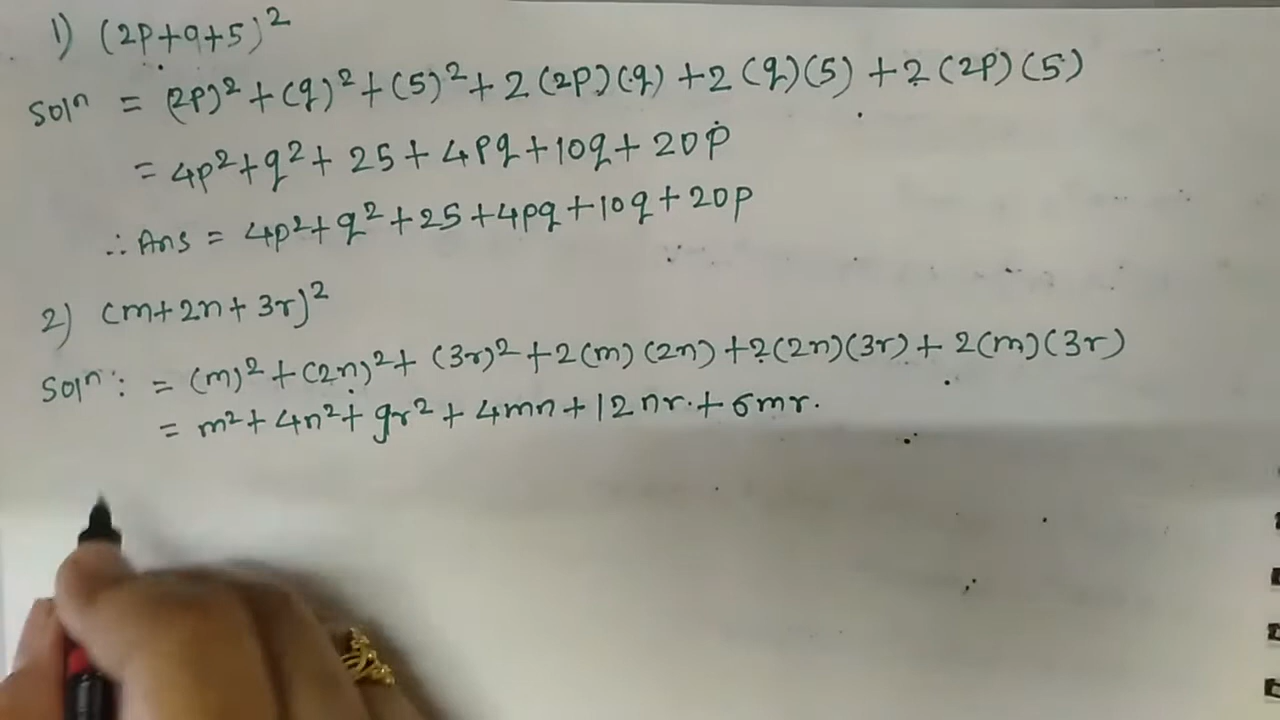 1) (2p+q+5)²
Solⁿ = (2p)² + (q)² + (5)² + 2 (2p)(q) + 2 (q)(5) + 2 (2p)(5)
= 4p² + q² + 25 + 4pq + 10q + 20p
∴ Ans = 4p² + q² + 25 + 4pq + 10q + 20p
2) (m+2n+3r)²
Solⁿ: = (m)² + (2n)² + (3r)² + 2(m)(2n) + 2(2n)(3r) + 2(m)(3r)
= m² + 4n² + 9r² + 4mn + 12nr. + 6mr.